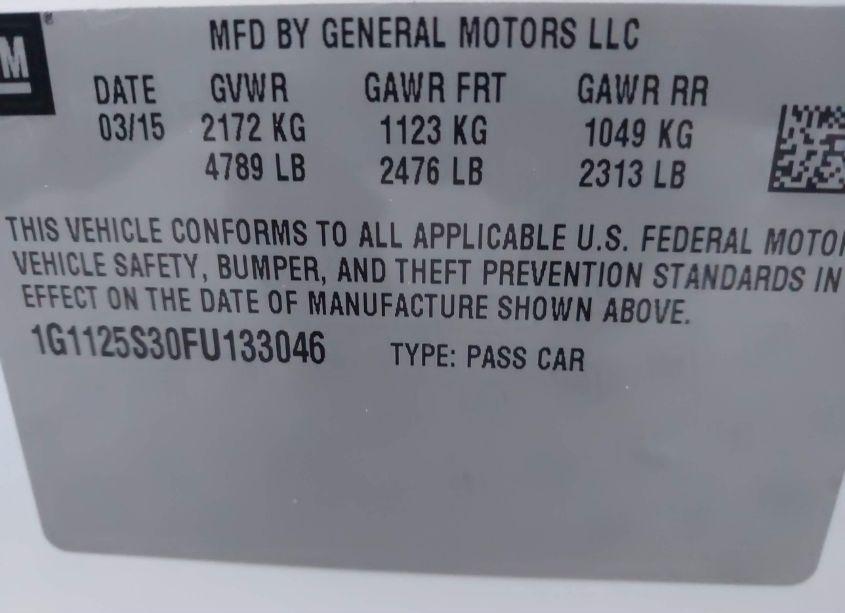 M
MFD BY GENERAL MOTORS LLC
DATE GVWR GAWR FRT GAWR RR
03/15 2172 KG 1123 KG 1049 KG
4789 LB 2476 LB 2313 LB
THIS VEHICLE CONFORMS TO ALL APPLICABLE U.S. FEDERAL MOTO
VEHICLE SAFETY, BUMPER, AND THEFT PREVENTION STANDARDS IN
EFFECT ON THE DATE OF MANUFACTURE SHOWN ABOVE.
1G1125S30FU133046 TYPE: PASS CAR